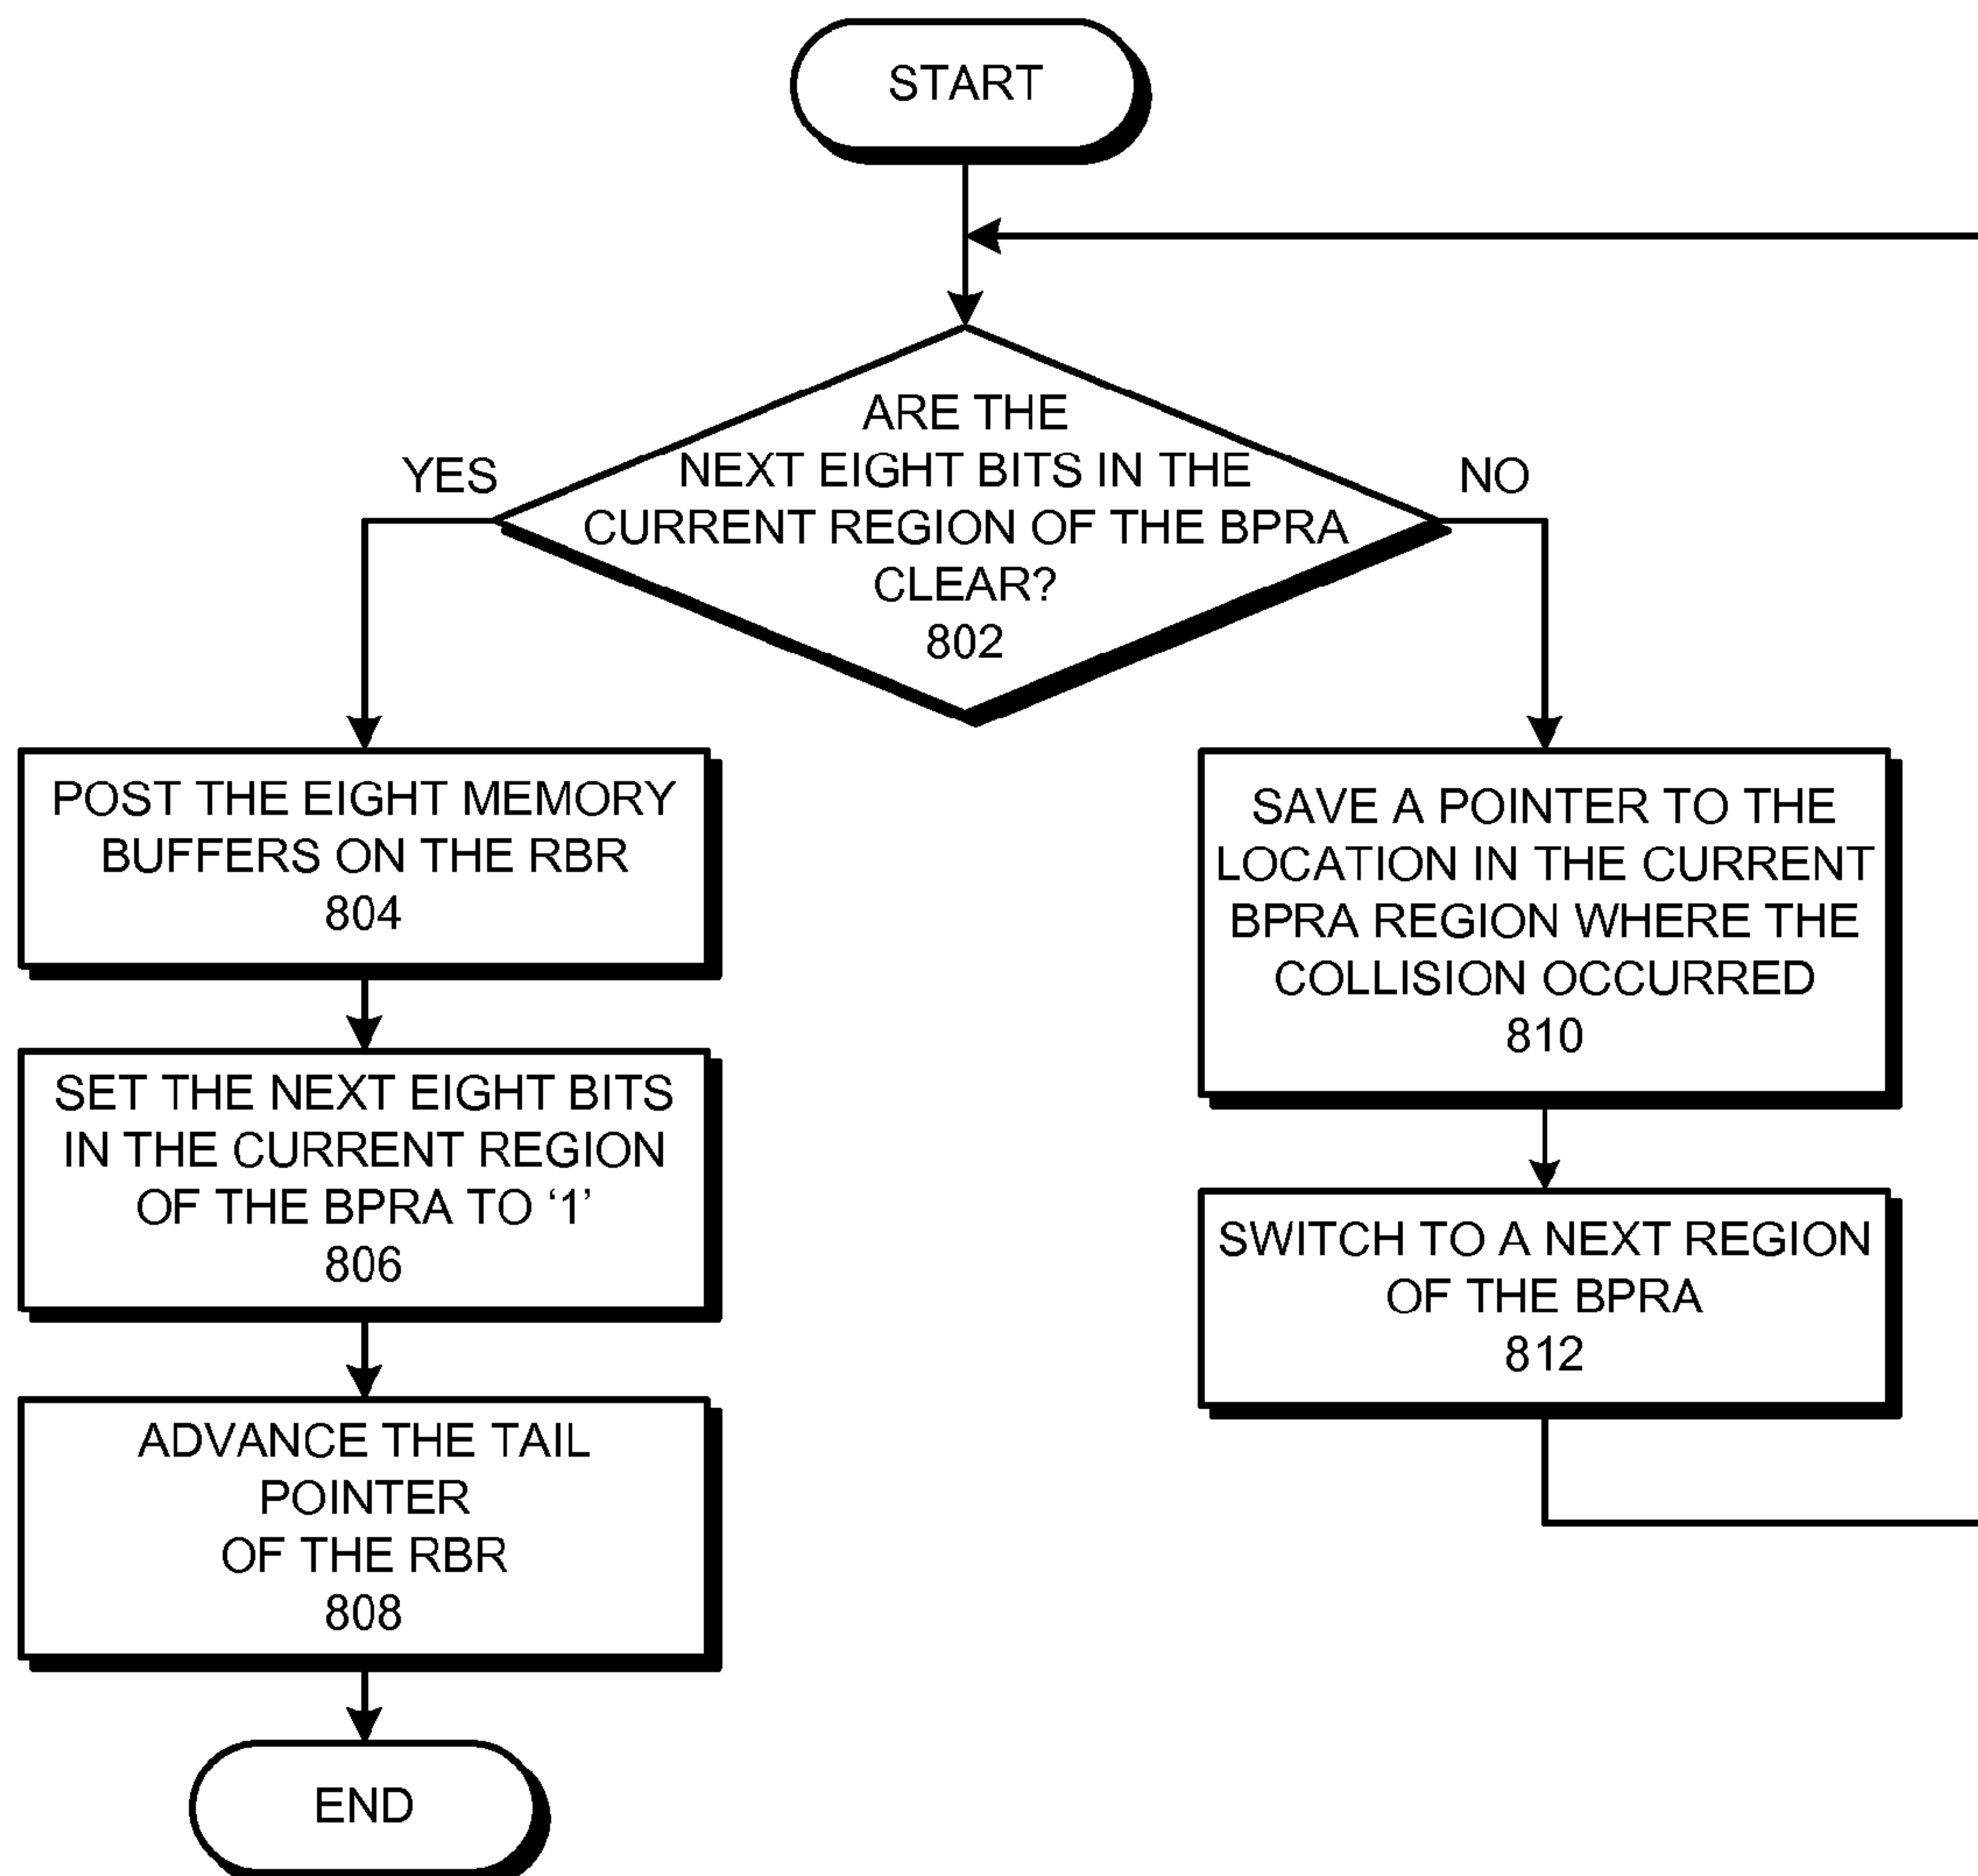 START
ARE THE
NEXT EIGHT BITS IN THE
CURRENT REGION OF THE BPRA
CLEAR?
802
YES
NO
POST THE EIGHT MEMORY
BUFFERS ON THE RBR
804
SET THE NEXT EIGHT BITS
IN THE CURRENT REGION
OF THE BPRA TO ‘1’
806
ADVANCE THE TAIL
POINTER
OF THE RBR
808
END
SAVE A POINTER TO THE
LOCATION IN THE CURRENT
BPRA REGION WHERE THE
COLLISION OCCURRED
810
SWITCH TO A NEXT REGION
OF THE BPRA
812